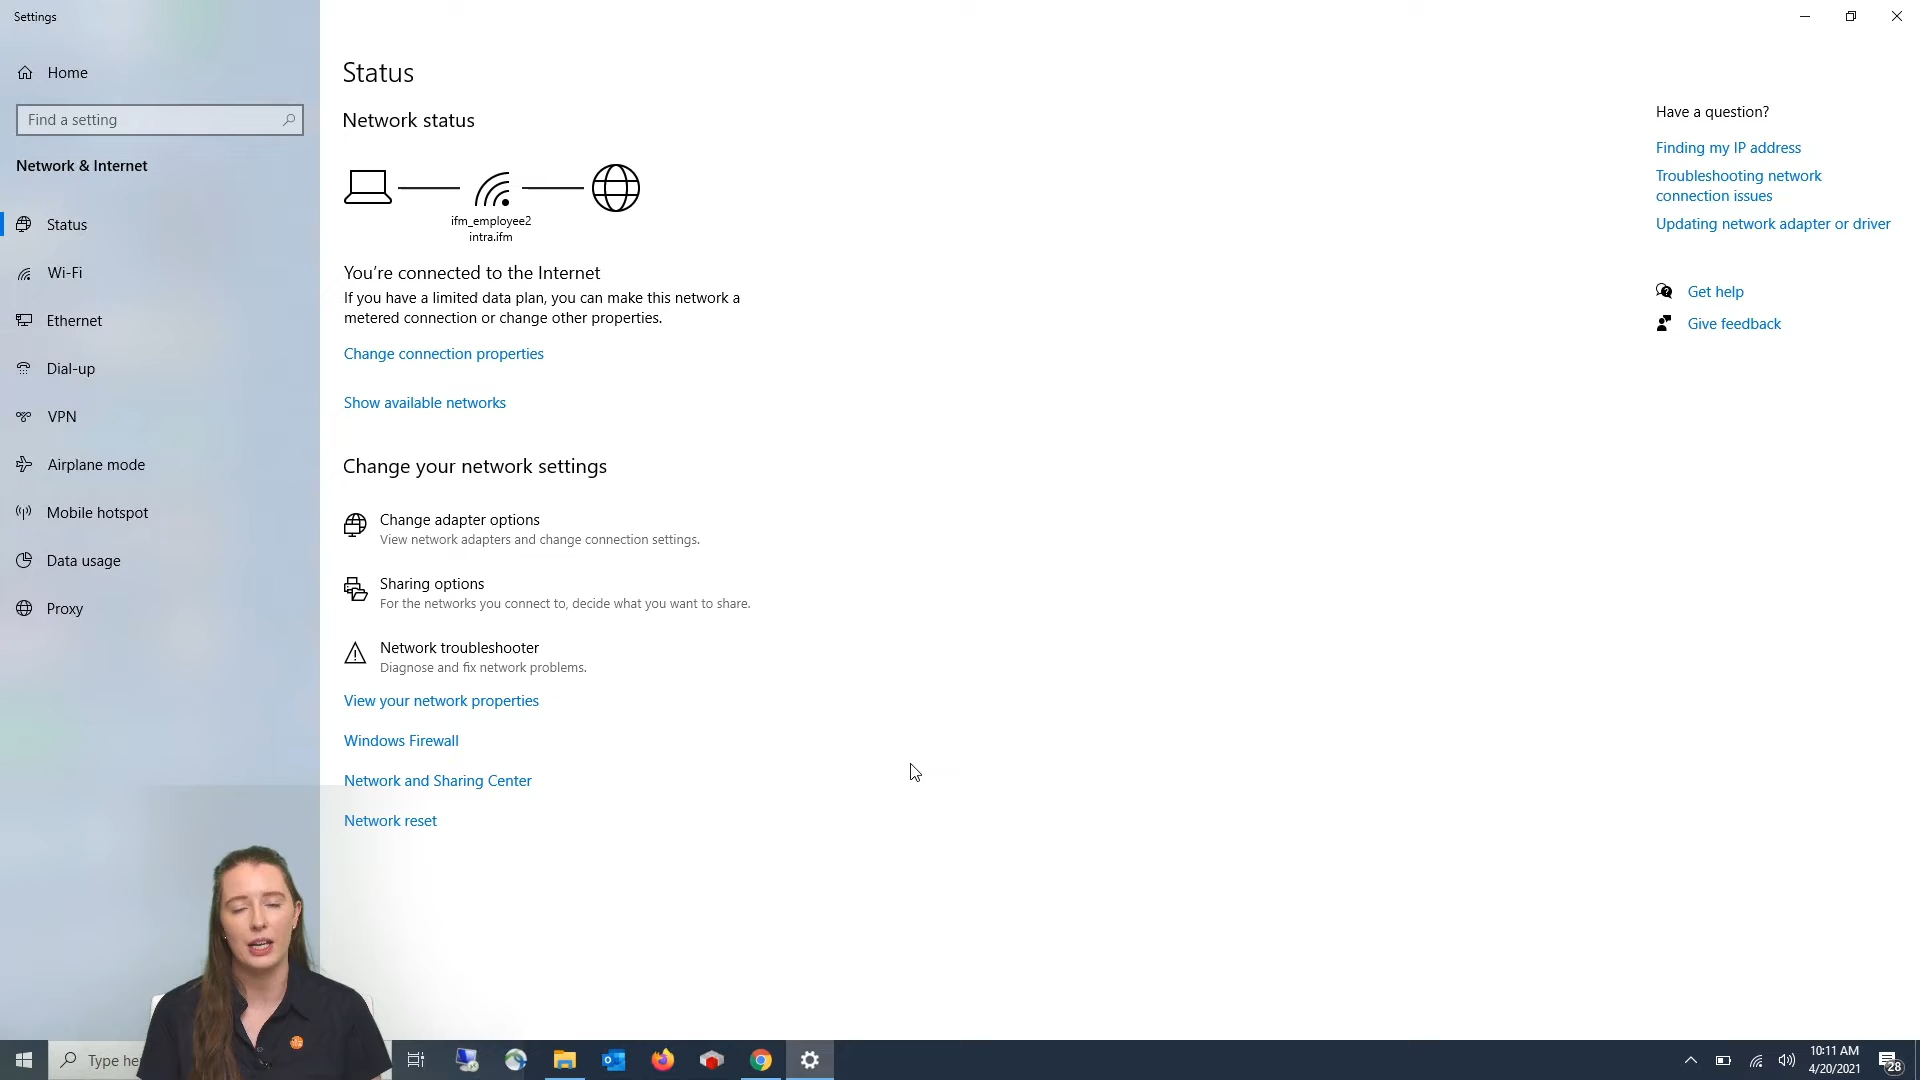 Settings
Home
Find a setting
Network & Internet
Status
Wi-Fi
Ethernet
Dial-up
VPN
Airplane mode
Mobile hotspot
Data usage
Proxy
Status
Network status
ifm_employee2
intra.ifm
You're connected to the Internet
If you have a limited data plan, you can make this network a
metered connection or change other properties.
Change connection properties
Show available networks
Change your network settings
Change adapter options
View network adapters and change connection settings.
Sharing options
For the networks you connect to, decide what you want to share.
Network troubleshooter
Diagnose and fix network problems.
View your network properties
Windows Firewall
Network and Sharing Center
Network reset
Have a question?
Finding my IP address
Troubleshooting network
connection issues
Updating network adapter or driver
Get help
Give feedback
Type he
10:11 AM
4/20/2021
28